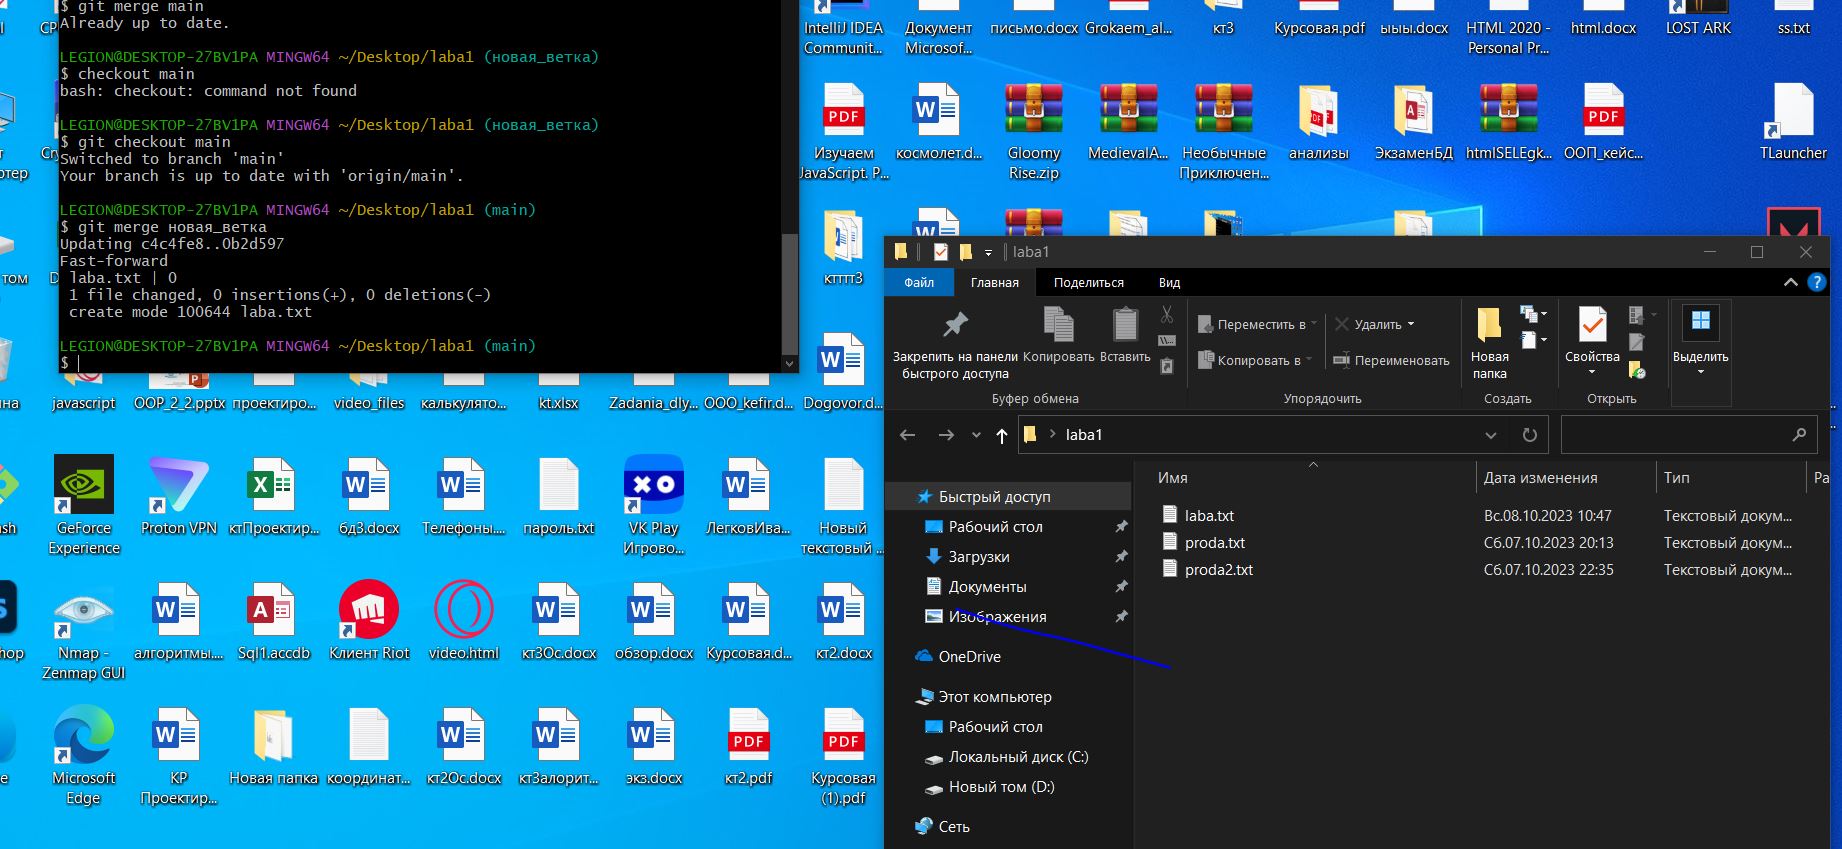 $ git merge main
Already up to date.
LEGION@DESKTOP-27BV1PA MINGW64 ~/Desktop/laba1 (новая_ветка)
$ checkout main
bash: checkout: command not found
LEGION@DESKTOP-27BV1PA MINGW64 ~/Desktop/laba1 (новая_ветка)
$ git checkout main
Switched to branch 'main'
Your branch is up to date with 'origin/main'.
LEGION@DESKTOP-27BV1PA MINGW64 ~/Desktop/laba1 (main)
$ git merge новая_ветка
Updating c4c4fe8..0b2d597
Fast-forward
laba.txt | 0
1 file changed, 0 insertions(+), 0 deletions(-)
create mode 100644 laba.txt
LEGION@DESKTOP-27BV1PA MINGW64 ~/Desktop/laba1 (main)
$
IntelliJ IDEA
Communit...
Документ
Microsof...
письмо.docx
Grokaem_al...
кт3
Курсовая.pdf
ыыы.docx
HTML 2020 -
Personal Pr...
html.docx
LOST ARK
ss.txt
Изучаем
JavaScript. P...
космолет.d...
Gloomy
Rise.zip
MedievalA...
Необычные
Приключен...
анализы
ЭкзаменБД
htmlSELEgk...
ООП_кейс...
TLauncher
ктттт3
laba1
Файл
Главная
Поделиться
Вид
Закрепить на панели
быстрого доступа
Копировать
Вставить
Переместить в
Копировать в
Удалить
Переименовать
Новая
папка
Свойства
Выделить
Буфер обмена
Упорядочить
Создать
Открыть
laba1
Имя
Дата изменения
Тип
Ра
laba.txt
Вс.08.10.2023 10:47
Текстовый докум...
proda.txt
Сб.07.10.2023 20:13
Текстовый докум...
proda2.txt
Сб.07.10.2023 22:35
Текстовый докум...
Быстрый доступ
Рабочий стол
Загрузки
Документы
Изображения
OneDrive
Этот компьютер
Рабочий стол
Локальный диск (C:)
Новый том (D:)
Сеть
javascript
OOP_2_2.pptx
проектиро...
video_files
калькулято...
kt.xlsx
Zadania_dly...
OOO_kefir.d...
Dogovor.d...
GeForce
Experience
Proton VPN
ктПроектир...
бд3.docx
Телефоны....
пароль.txt
VK Play
Игрово...
ЛегковИва...
Новый
текстовый ...
Nmap -
Zenmap GUI
алгоритмы....
Sql1.accdb
Клиент Riot
video.html
кт3Ос.docx
обзор.docx
Курсовая.d...
кт2.docx
Microsoft
Edge
КР
Проектир...
Новая папка
координат...
кт2Ос.docx
кт3алорит...
экз.docx
кт2.pdf
Курсовая
(1).pdf